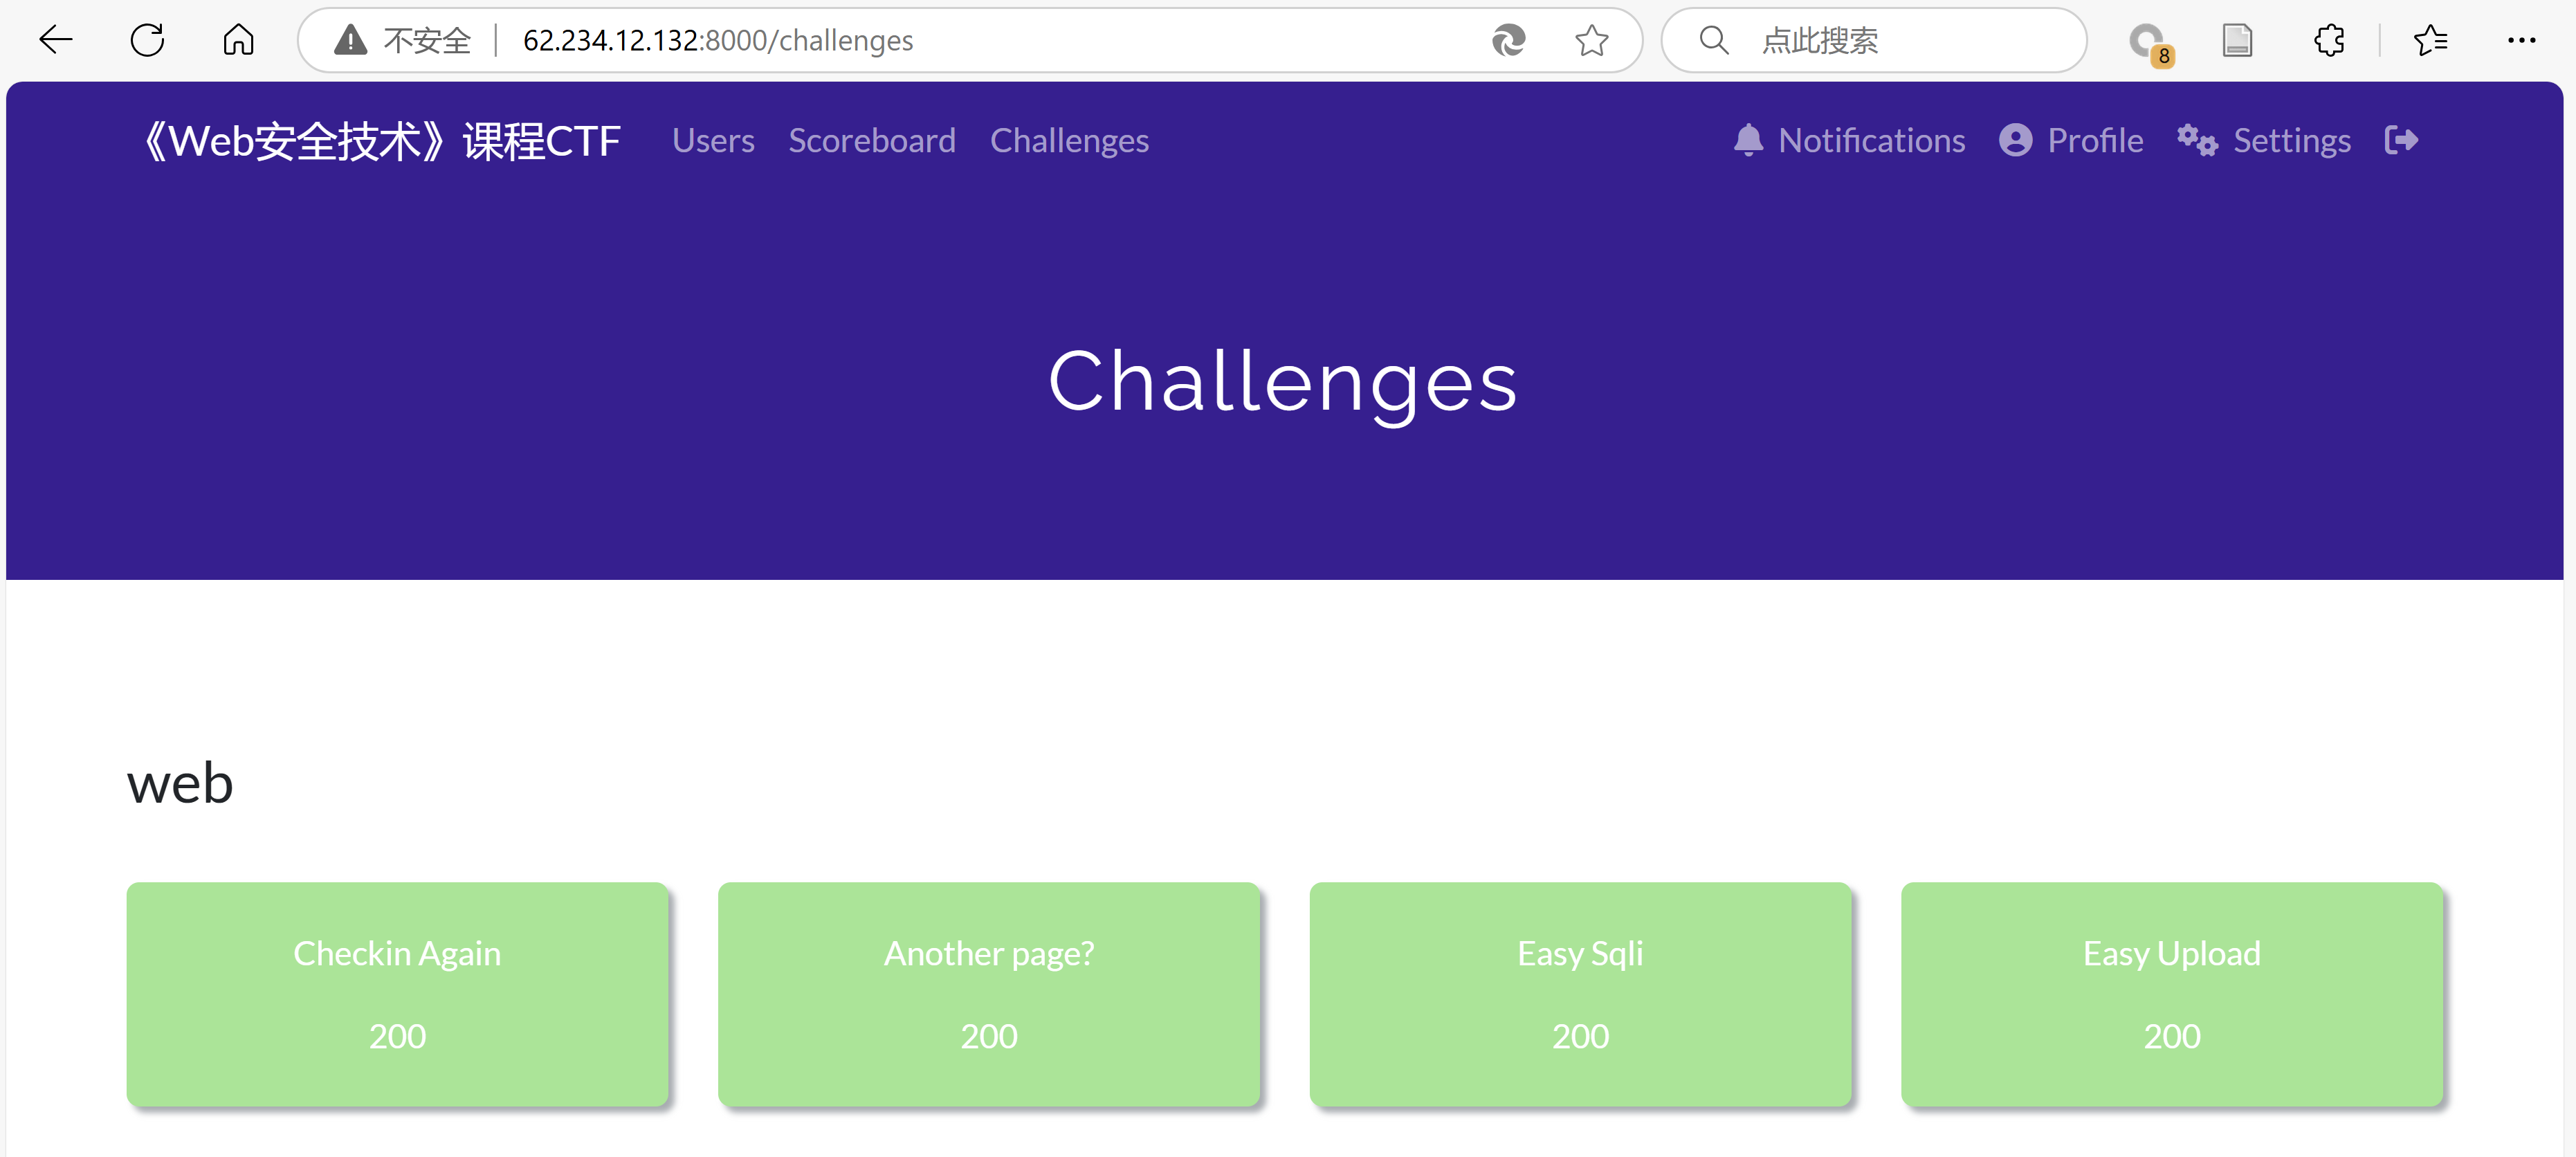 不安全 62.234.12.132:8000/challenges 点此搜索 8
《Web安全技术》课程CTF Users Scoreboard Challenges Notifications Profile Settings
Challenges
web
Checkin Again Another page? Easy Sqli Easy Upload
200 200 200 200